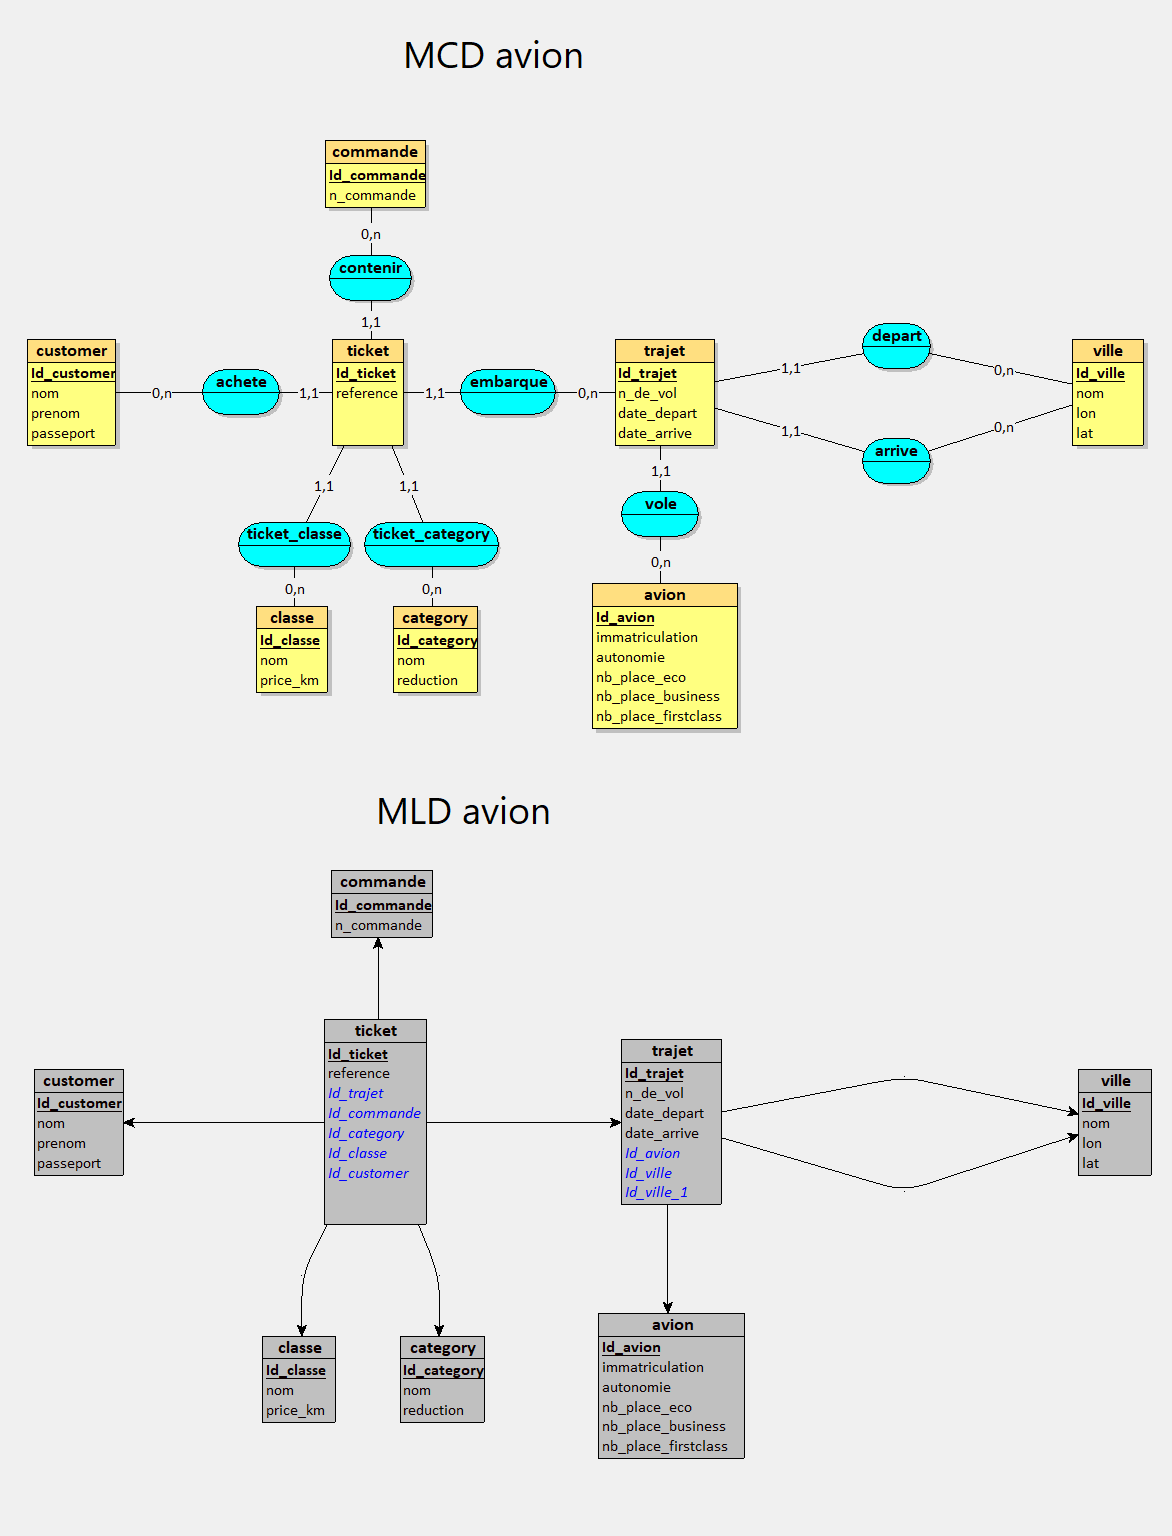 MCD avion
commande
Id_commande
n_commande
0,n
contenir
1,1
customer
Id_customer
nom
prenom
passeport
0,n
achete
1,1
ticket
Id_ticket
reference
1,1
embarque
0,n
trajet
Id_trajet
n_de_vol
date_depart
date_arrive
1,1
depart
0,n
1,1
arrive
0,n
ville
Id_ville
nom
lon
lat
1,1
ticket_classe
0,n
1,1
ticket_category
0,n
1,1
vole
0,n
classe
Id_classe
nom
price_km
category
Id_category
nom
reduction
avion
Id_avion
immatriculation
autonomie
nb_place_eco
nb_place_business
nb_place_firstclass
MLD avion
commande
Id_commande
n_commande
customer
Id_customer
nom
prenom
passeport
ticket
Id_ticket
reference
Id_trajet
Id_commande
Id_category
Id_classe
Id_customer
trajet
Id_trajet
n_de_vol
date_depart
date_arrive
Id_avion
Id_ville
Id_ville_1
ville
Id_ville
nom
lon
lat
classe
Id_classe
nom
price_km
category
Id_category
nom
reduction
avion
Id_avion
immatriculation
autonomie
nb_place_eco
nb_place_business
nb_place_firstclass